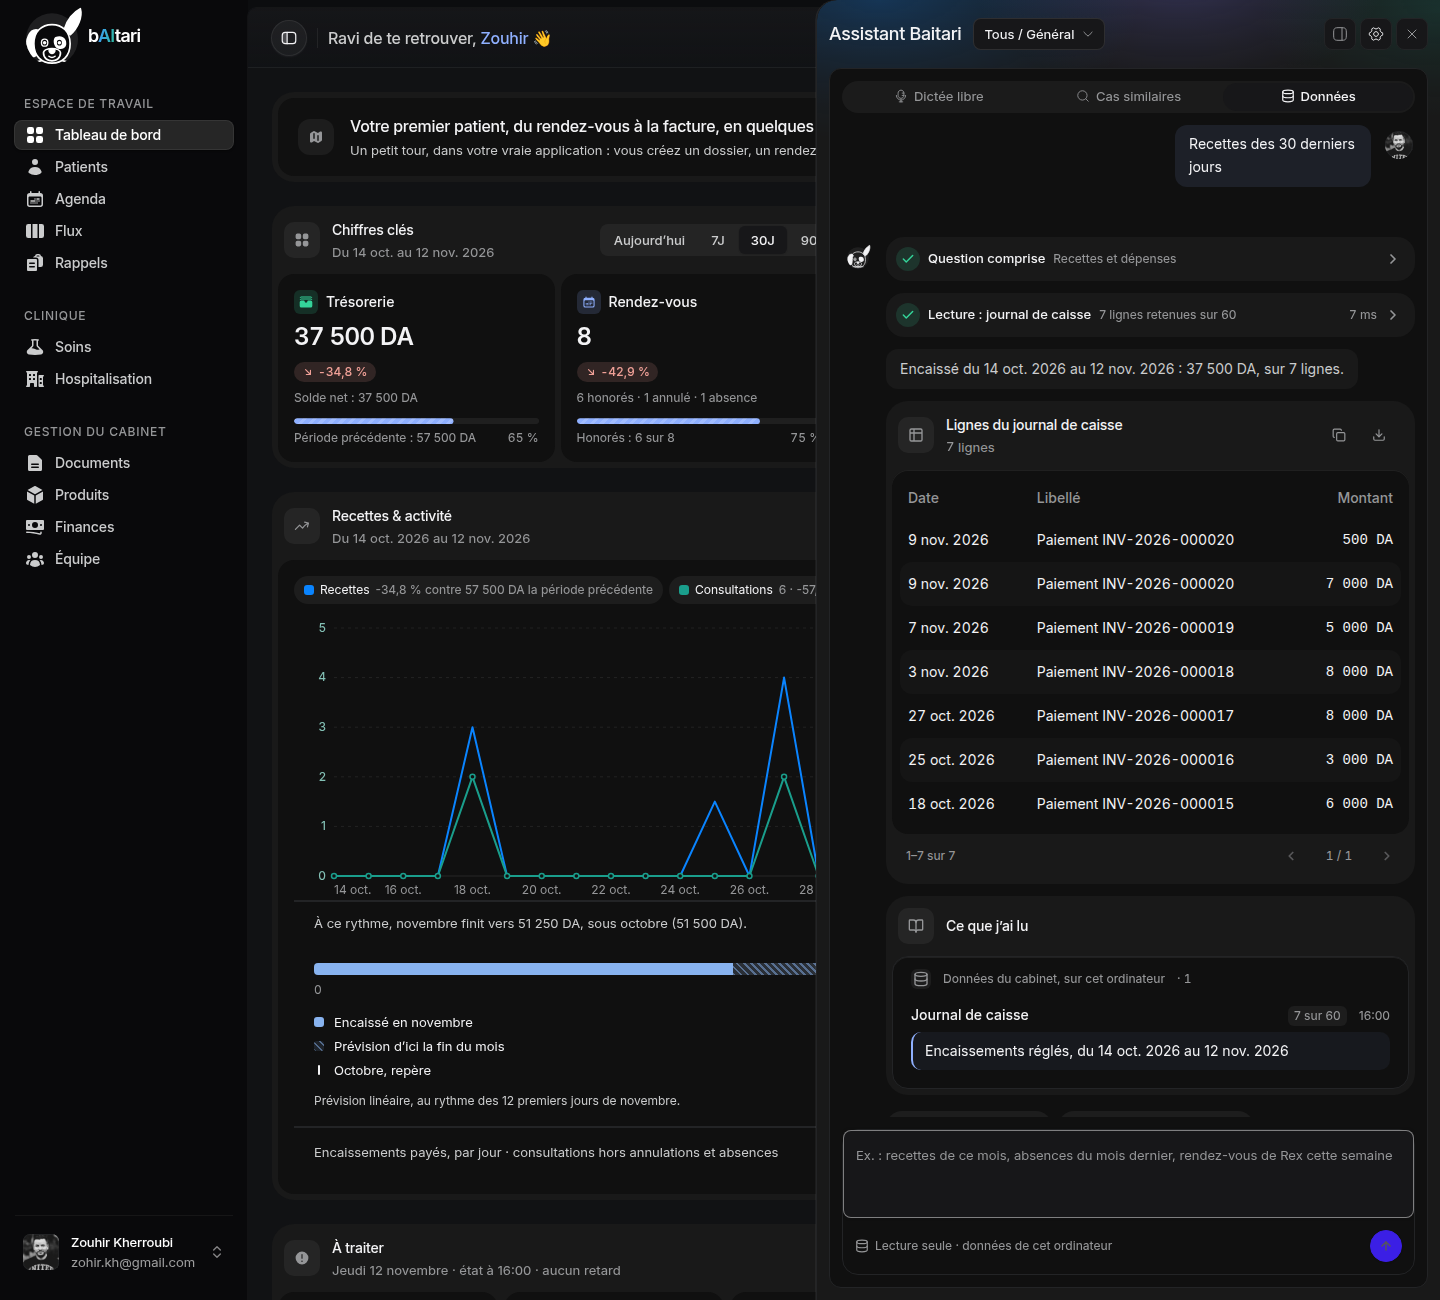 bAItari
ESPACE DE TRAVAIL
Tableau de bord
Patients
Agenda
Flux
Rappels
CLINIQUE
Soins
Hospitalisation
GESTION DU CABINET
Documents
Produits
Finances
Équipe
Zouhir Kherroubi
zohir.kh@gmail.com
Ravi de te retrouver, Zouhir 👋
Votre premier patient, du rendez-vous à la facture, en quelques
Un petit tour, dans votre vraie application : vous créez un dossier, un rendez
Chiffres clés
Du 14 oct. au 12 nov. 2026
Aujourd’hui 7J 30J 90
Trésorerie
37 500 DA
-34,8 %
Solde net : 37 500 DA
Période précédente : 57 500 DA 65 %
Rendez-vous
8
-42,9 %
6 honorés · 1 annulé · 1 absence
Honorés : 6 sur 8 75 %
Recettes & activité
Du 14 oct. 2026 au 12 nov. 2026
Recettes -34,8 % contre 57 500 DA la période précédente
Consultations 6 · -57,
5
4
3
2
1
0
14 oct. 16 oct. 18 oct. 20 oct. 22 oct. 24 oct. 26 oct. 28
À ce rythme, novembre finit vers 51 250 DA, sous octobre (51 500 DA).
0
Encaissé en novembre
Prévision d’ici la fin du mois
Octobre, repère
Prévision linéaire, au rythme des 12 premiers jours de novembre.
Encaissements payés, par jour · consultations hors annulations et absences
À traiter
Jeudi 12 novembre · état à 16:00 · aucun retard
Assistant Baitari
Tous / Général
Dictée libre
Cas similaires
Données
Recettes des 30 derniers
jours
Question comprise Recettes et dépenses
Lecture : journal de caisse 7 lignes retenues sur 60 7 ms
Encaissé du 14 oct. 2026 au 12 nov. 2026 : 37 500 DA, sur 7 lignes.
Lignes du journal de caisse
7 lignes
Date Libellé Montant
9 nov. 2026 Paiement INV-2026-000020 500 DA
9 nov. 2026 Paiement INV-2026-000020 7 000 DA
7 nov. 2026 Paiement INV-2026-000019 5 000 DA
3 nov. 2026 Paiement INV-2026-000018 8 000 DA
27 oct. 2026 Paiement INV-2026-000017 8 000 DA
25 oct. 2026 Paiement INV-2026-000016 3 000 DA
18 oct. 2026 Paiement INV-2026-000015 6 000 DA
1–7 sur 7 1 / 1
Ce que j’ai lu
Données du cabinet, sur cet ordinateur · 1
Journal de caisse 7 sur 60 16:00
Encaissements réglés, du 14 oct. 2026 au 12 nov. 2026
Ex. : recettes de ce mois, absences du mois dernier, rendez-vous de Rex cette semaine
Lecture seule · données de cet ordinateur